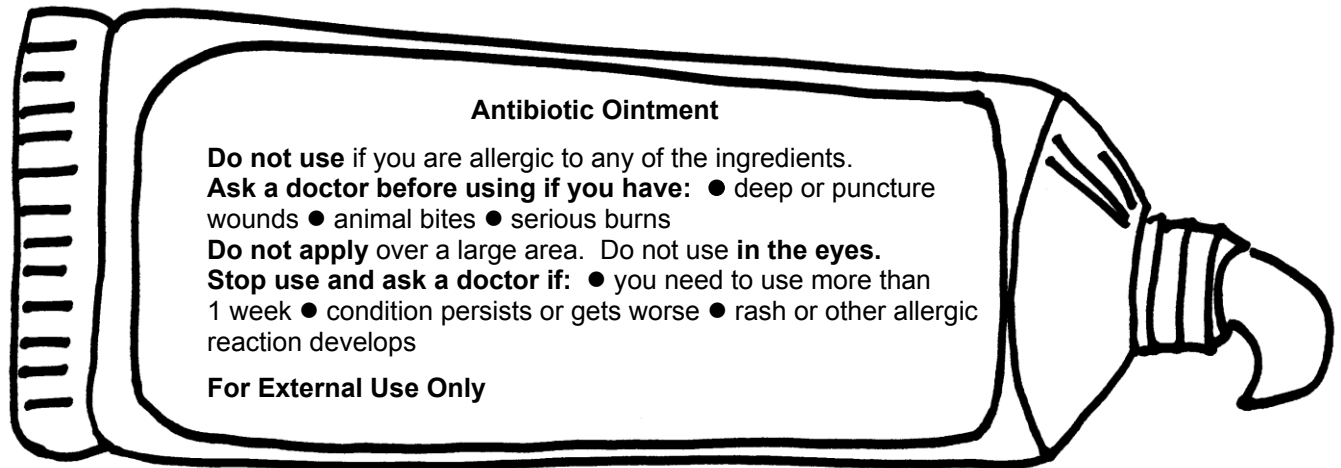 Antibiotic Ointment
Do not use if you are allergic to any of the ingredients.
Ask a doctor before using if you have: ● deep or puncture
wounds ● animal bites ● serious burns
Do not apply over a large area.  Do not use in the eyes.
Stop use and ask a doctor if: ● you need to use more than
1 week ● condition persists or gets worse ● rash or other allergic
reaction develops
For External Use Only